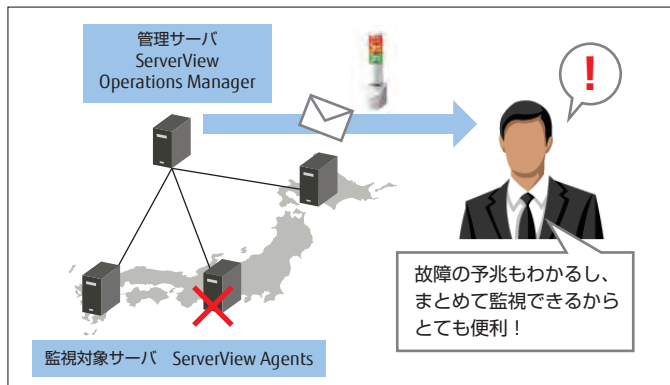 管理サーバ
ServerView
Operations Manager
!
故障の予兆もわかるし、
まとめて監視できるから
とても便利！
監視対象サーバ　ServerView Agents